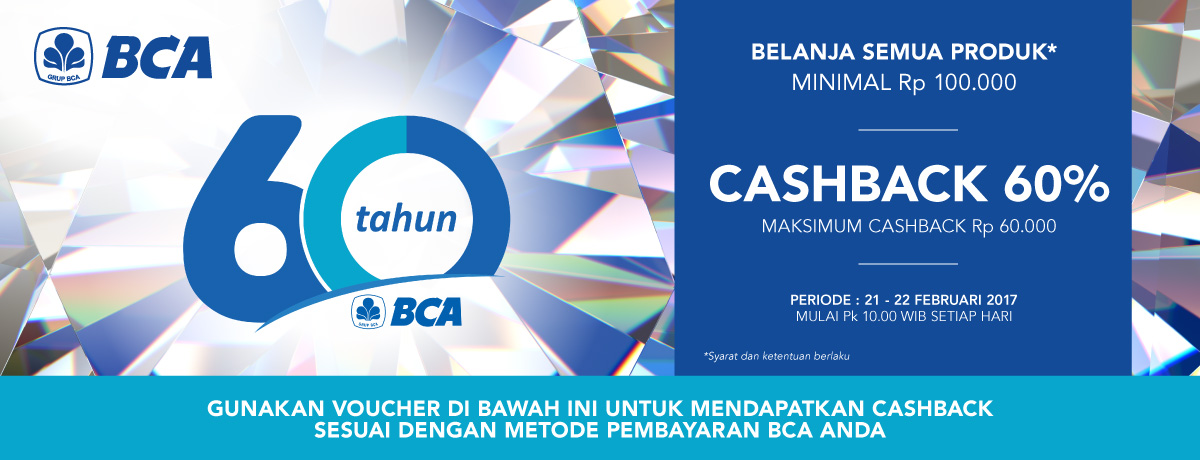 GRUP BCA
BCA
60
tahun
GRUP BCA
BCA
BELANJA SEMUA PRODUK*
MINIMAL Rp 100.000
CASHBACK 60%
MAKSIMUM CASHBACK Rp 60.000
PERIODE : 21 - 22 FEBRUARI 2017
MULAI Pk 10.00 WIB SETIAP HARI
*Syarat dan ketentuan berlaku
GUNAKAN VOUCHER DI BAWAH INI UNTUK MENDAPATKAN CASHBACK
SESUAI DENGAN METODE PEMBAYARAN BCA ANDA